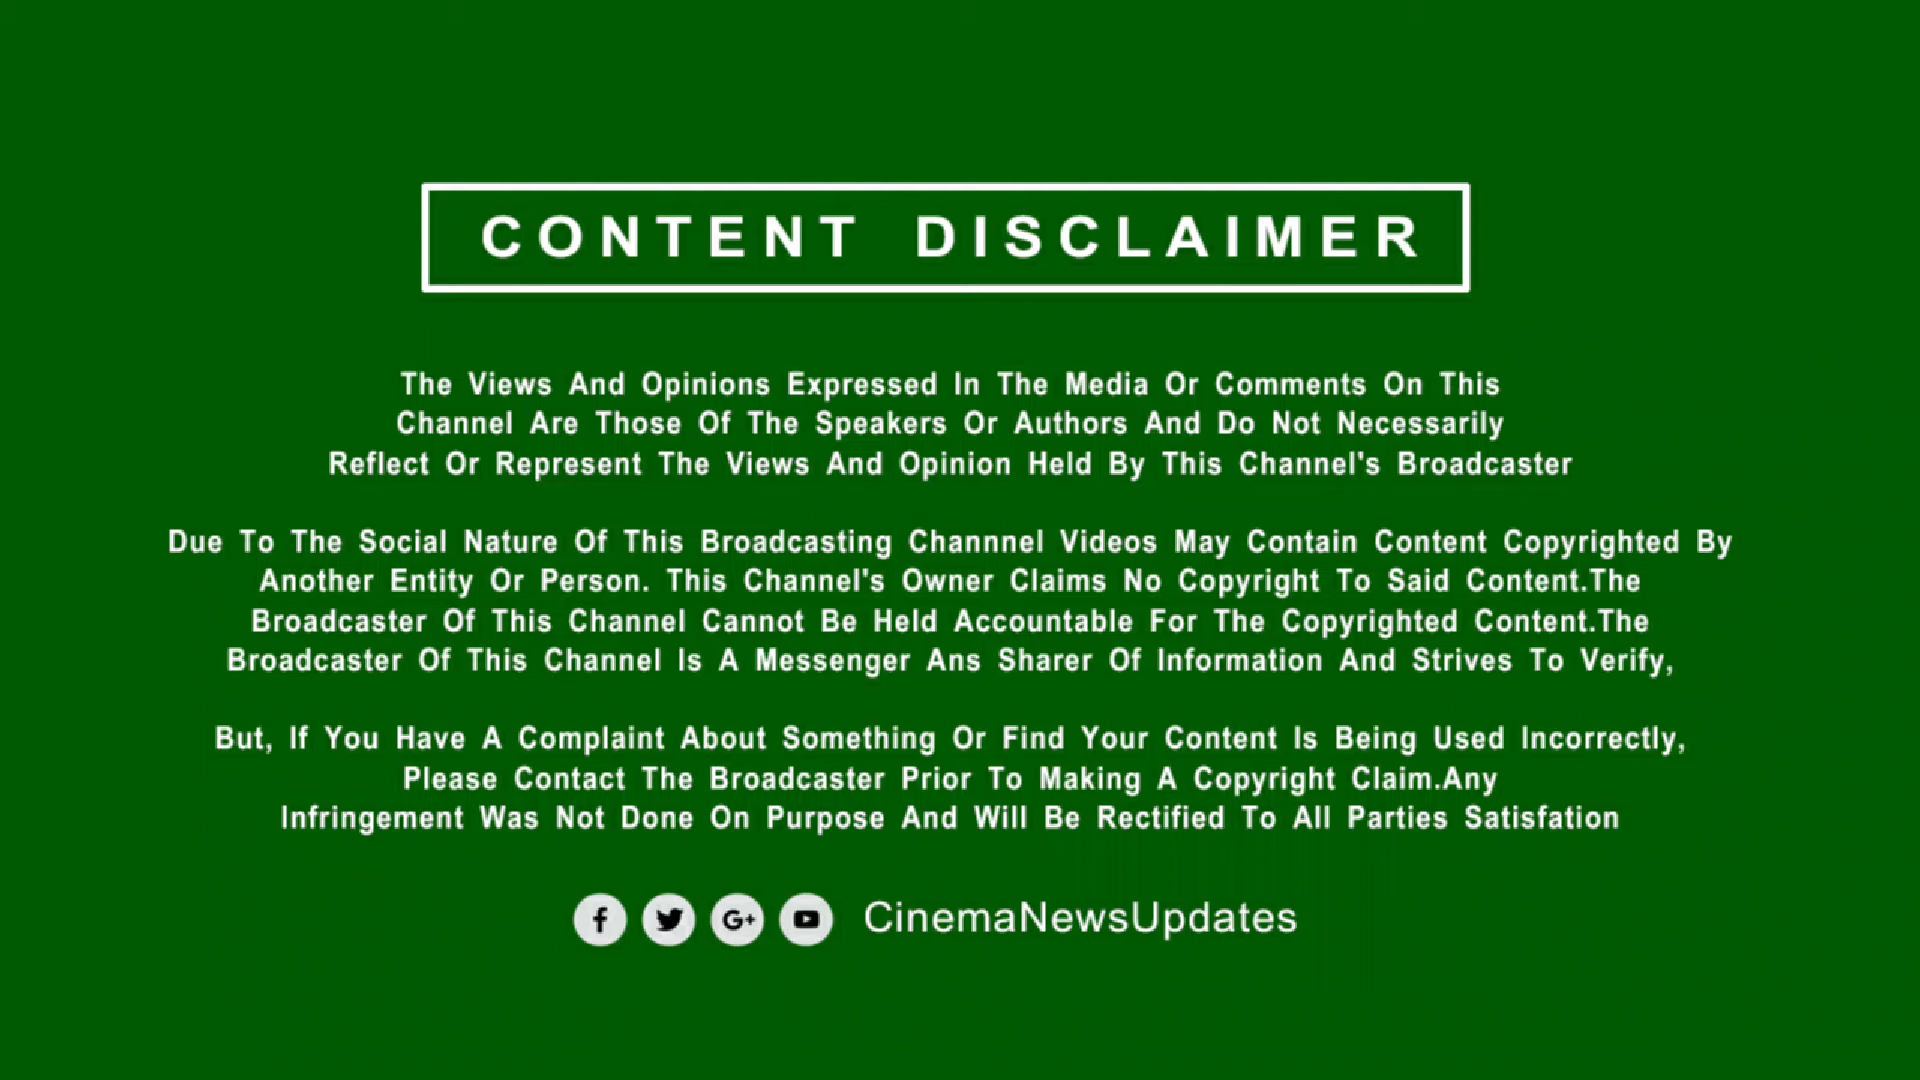 CONTENT DISCLAIMER
The Views And Opinions Expressed In The Media Or Comments On This
Channel Are Those Of The Speakers Or Authors And Do Not Necessarily
Reflect Or Represent The Views And Opinion Held By This Channel's Broadcaster
Due To The Social Nature Of This Broadcasting Channnel Videos May Contain Content Copyrighted By
Another Entity Or Person. This Channel's Owner Claims No Copyright To Said Content.The
Broadcaster Of This Channel Cannot Be Held Accountable For The Copyrighted Content.The
Broadcaster Of This Channel Is A Messenger Ans Sharer Of Information And Strives To Verify,
But, If You Have A Complaint About Something Or Find Your Content Is Being Used Incorrectly,
Please Contact The Broadcaster Prior To Making A Copyright Claim.Any
Infringement Was Not Done On Purpose And Will Be Rectified To All Parties Satisfation
f G+ CinemaNewsUpdates